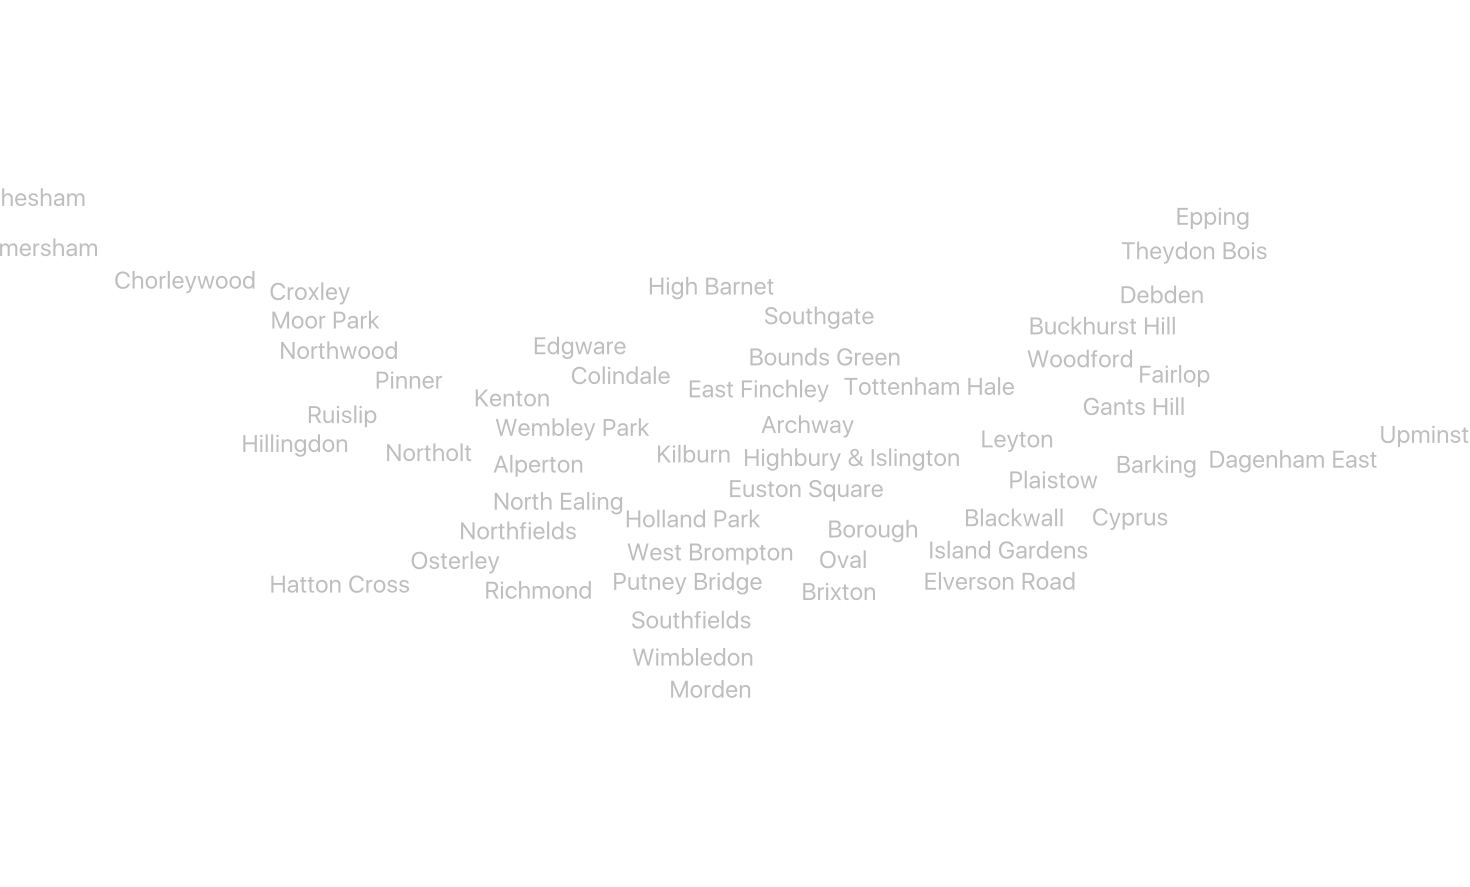 hesham
Epping
mersham
Theydon Bois
Chorleywood
Croxley
High Barnet
Debden
Moor Park
Southgate
Buckhurst Hill
Northwood
Edgware
Bounds Green
Woodford
Pinner
Colindale
Fairlop
East Finchley
Tottenham Hale
Kenton
Gants Hill
Ruislip
Wembley Park
Archway
Upminst
Hillingdon
Leyton
Northolt
Kilburn
Highbury & Islington
Dagenham East
Alperton
Barking
Plaistow
Euston Square
North Ealing
Holland Park
Blackwall
Cyprus
Northfields
Borough
West Brompton
Island Gardens
Osterley
Oval
Hatton Cross
Putney Bridge
Elverson Road
Richmond
Brixton
Southfields
Wimbledon
Morden